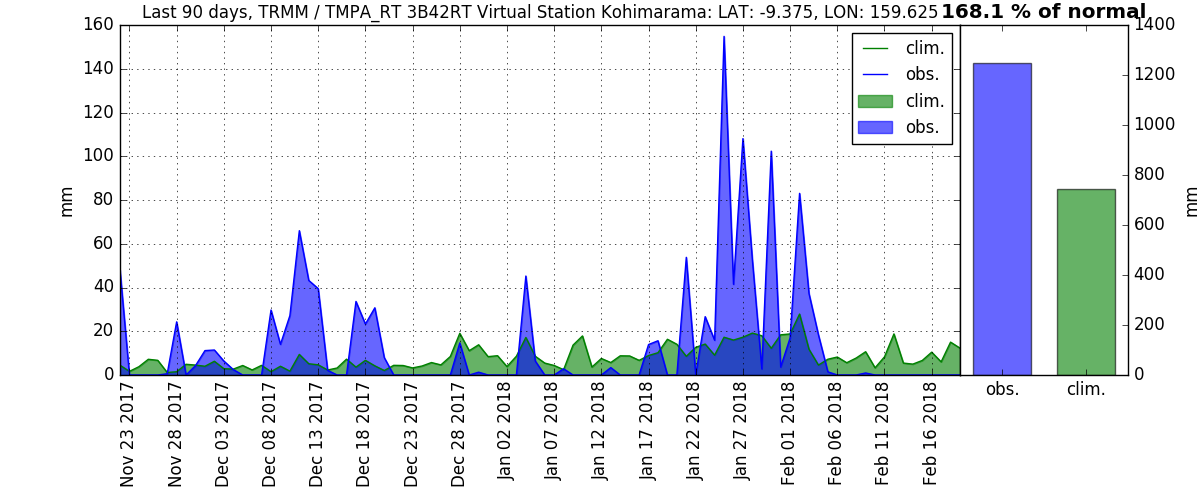 Last 90 days, TRMM / TMPA_RT 3B42RT Virtual Station Kohimarama: LAT: -9.375, LON: 159.625 168.1 % of normal
160
140
120
100
80
60
40
20
0
mm
clim.
obs.
clim.
obs.
Nov 23 2017
Nov 28 2017
Dec 03 2017
Dec 08 2017
Dec 13 2017
Dec 18 2017
Dec 23 2017
Dec 28 2017
Jan 02 2018
Jan 07 2018
Jan 12 2018
Jan 17 2018
Jan 22 2018
Jan 27 2018
Feb 01 2018
Feb 06 2018
Feb 11 2018
Feb 16 2018
1400
1200
1000
800
600
400
200
0
mm
obs.
clim.